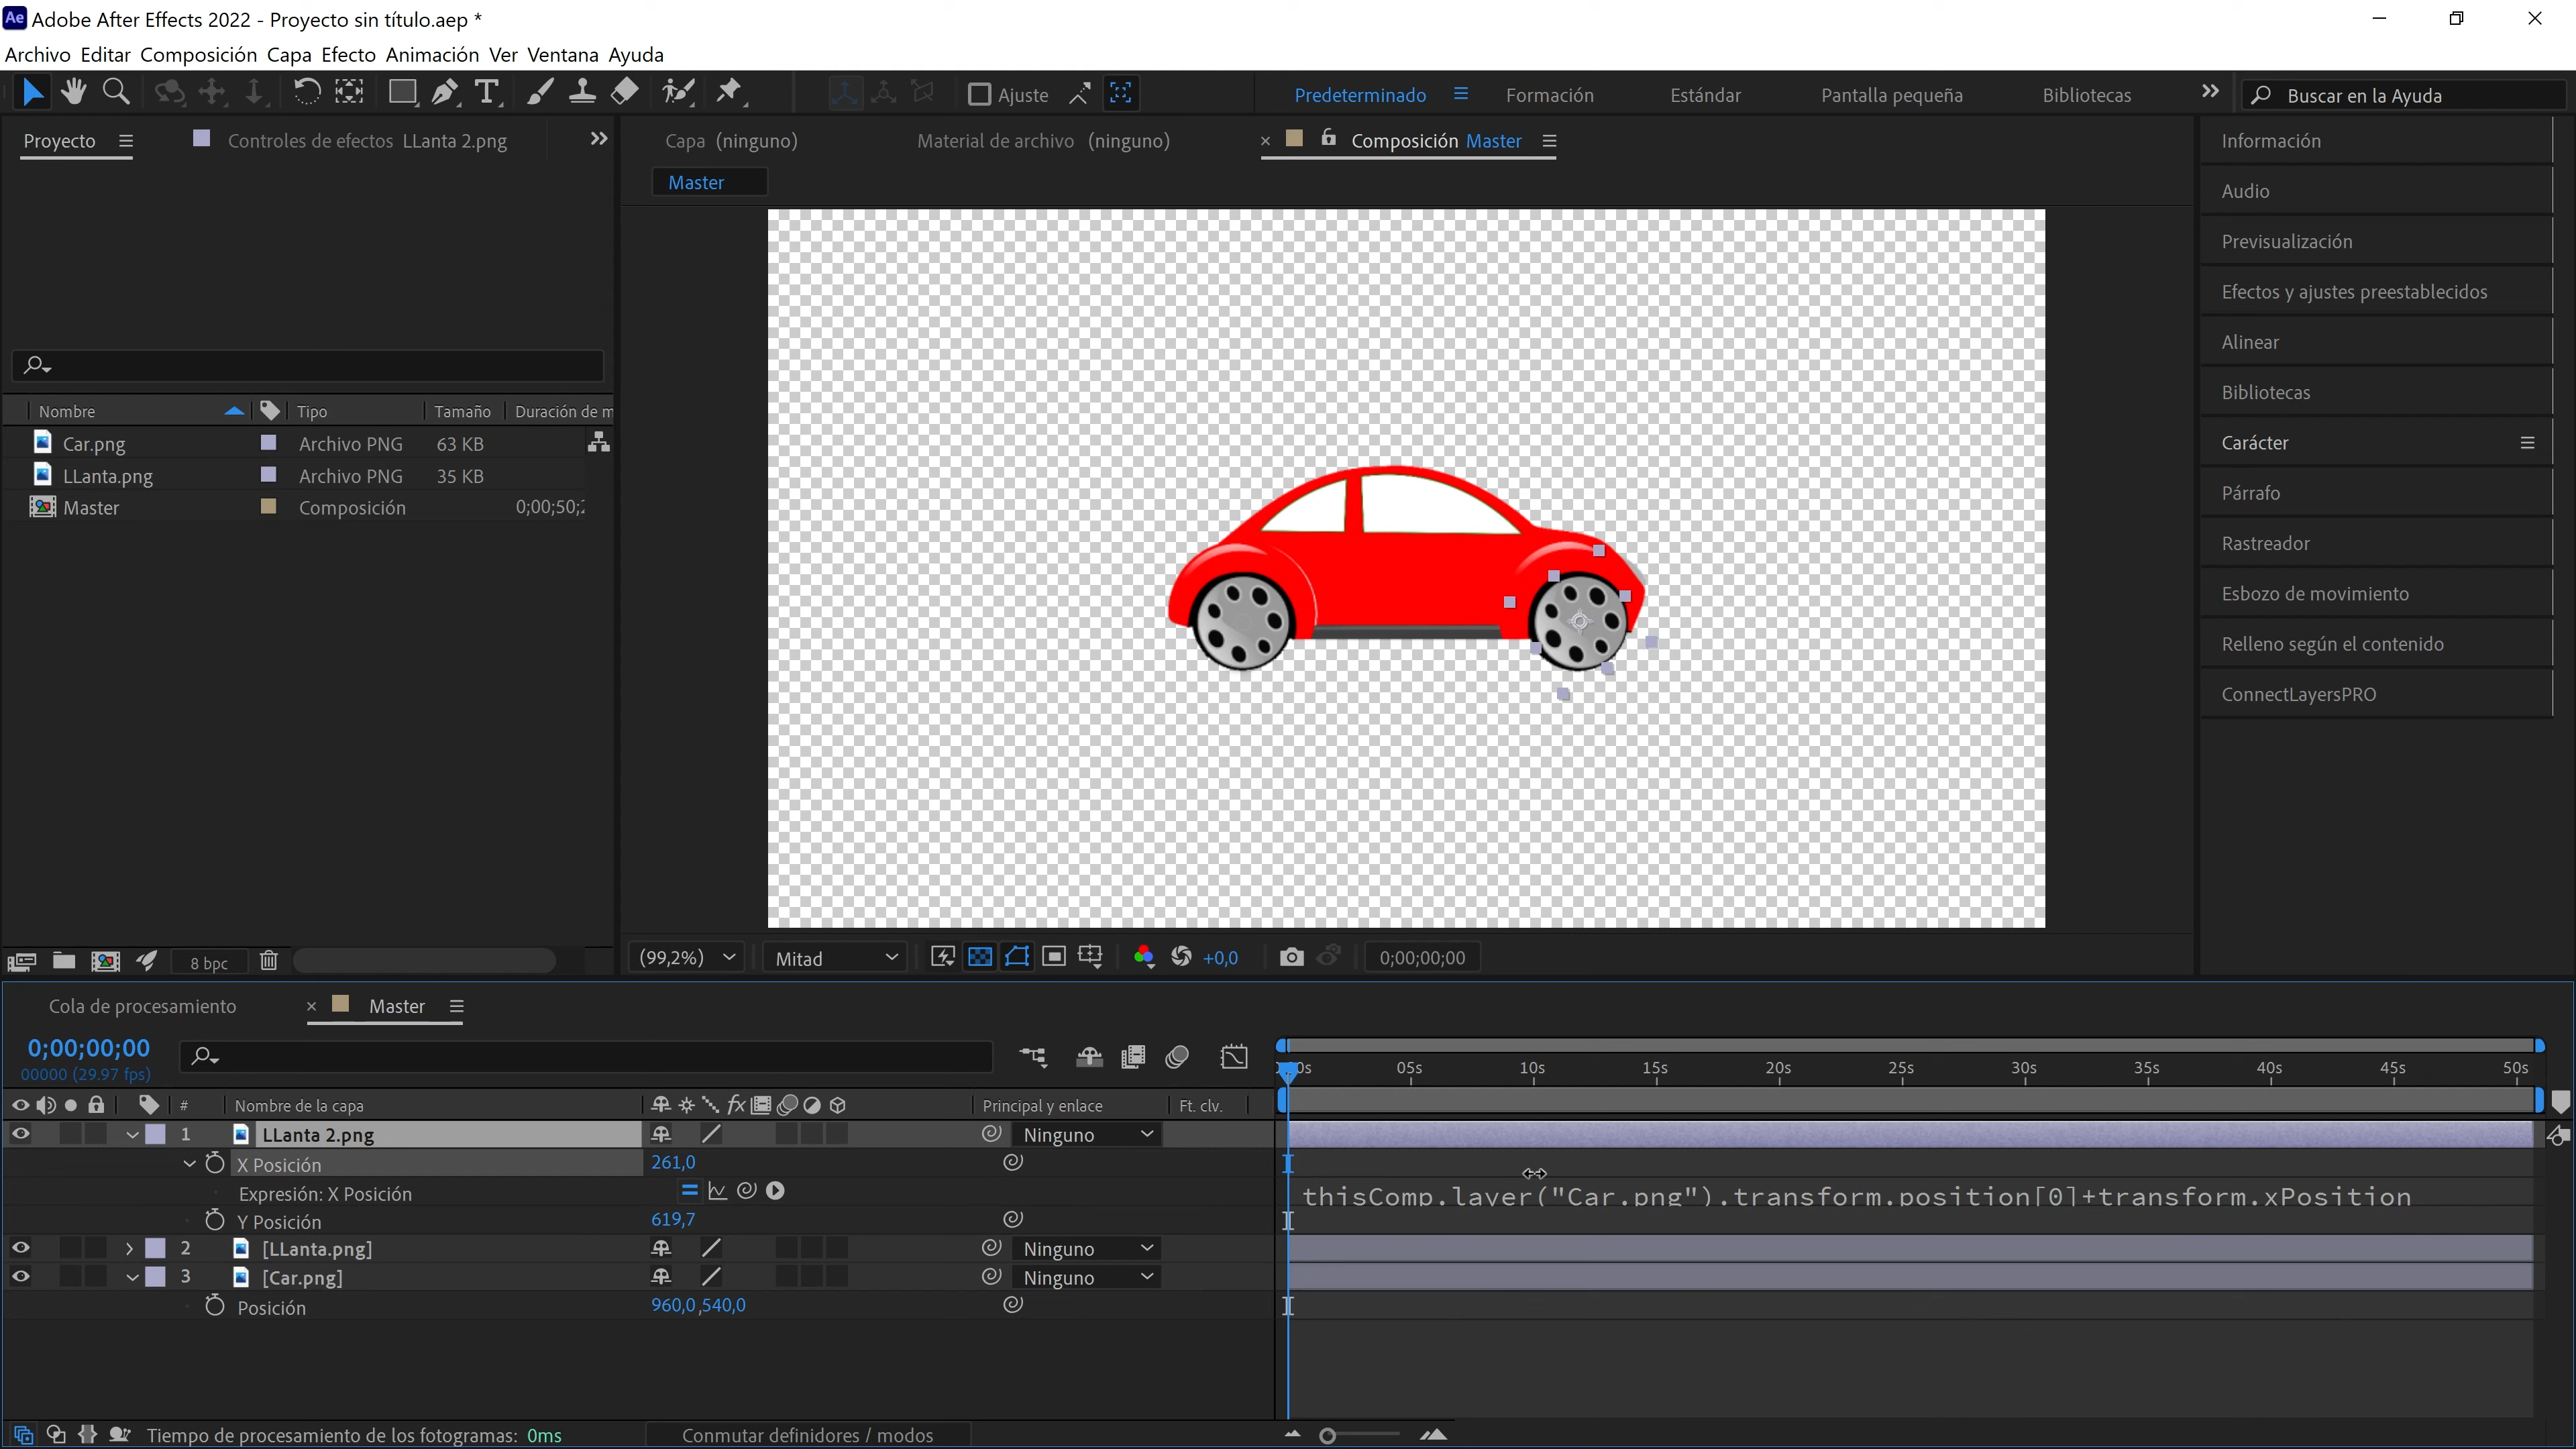 Adobe After Effects 2022 - Proyecto sin título.aep *
Archivo Editar Composición Capa Efecto Animación Ver Ventana Ayuda
Ajuste Predeterminado Formación Estándar Pantalla pequeña Bibliotecas Buscar en la Ayuda
Proyecto Controles de efectos LLanta 2.png
Capa (ninguno) Material de archivo (ninguno) Composición Master
Master
Información
Audio
Previsualización
Efectos y ajustes preestablecidos
Alinear
Bibliotecas
Carácter
Párrafo
Rastreador
Esbozo de movimiento
Relleno según el contenido
ConnectLayersPRO
Nombre Tipo Tamaño Duración de m
Car.png Archivo PNG 63 KB
LLanta.png Archivo PNG 35 KB
Master Composición 0;00;50;
8 bpc
(99,2%) Mitad +0,0 0;00;00;00
Cola de procesamiento Master
0;00;00;00
00000 (29.97 fps)
05s 10s 15s 20s 25s 30s 35s 40s 45s 50s
# Nombre de la capa Principal y enlace Ft. clv.
1 LLanta 2.png Ninguno
X Posición 261,0
Expresión: X Posición thisComp.layer("Car.png").transform.position[0]+transform.xPosition
Y Posición 619,7
2 [LLanta.png] Ninguno
3 [Car.png] Ninguno
Posición 960,0,540,0
Tiempo de procesamiento de los fotogramas: 0ms Conmutar definidores / modos